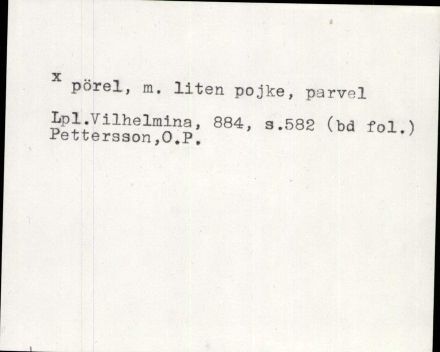 x pörel, m. liten pojke, parvel
Lpl.Vilhelmina, 884, s.582 (bd fol.)
Pettersson,O.P.